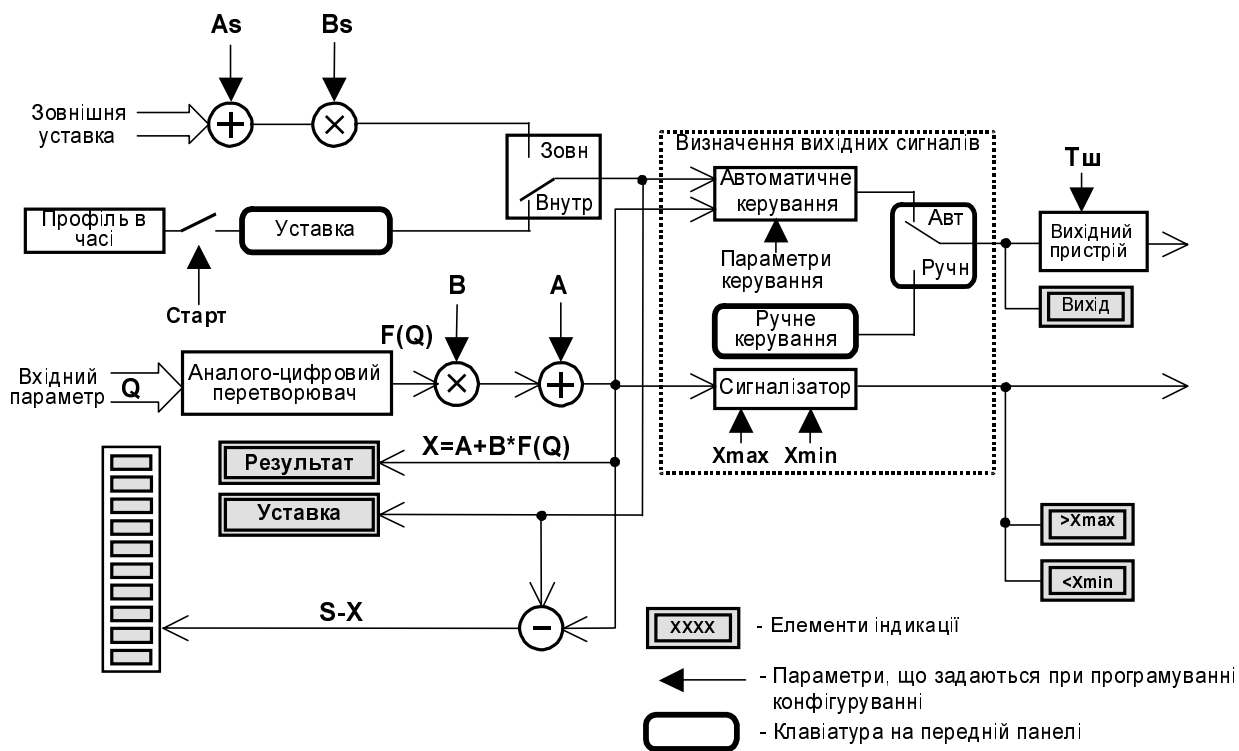 As
Bs
Зовнішня
уставка
Зовн
Внутр
Визначення вихідних сигналів
Автоматичне
керування
Параметри
керування
Авт
Ручн
Тш
Вихідний
пристрій
Вихід
Профіль в
часі
Уставка
Старт
B
A
F(Q)
Ручне
керування
Вхідний
параметр
Q
Аналого-цифровий
перетворювач
Сигналізатор
Xmax
Xmin
X=A+B*F(Q)
Результат
Уставка
>Xmax
<Xmin
S-X
XXXX
- Елементи індикації
- Параметри, що задаються при програмуванні
конфігуруванні
- Клавіатура на передній панелі